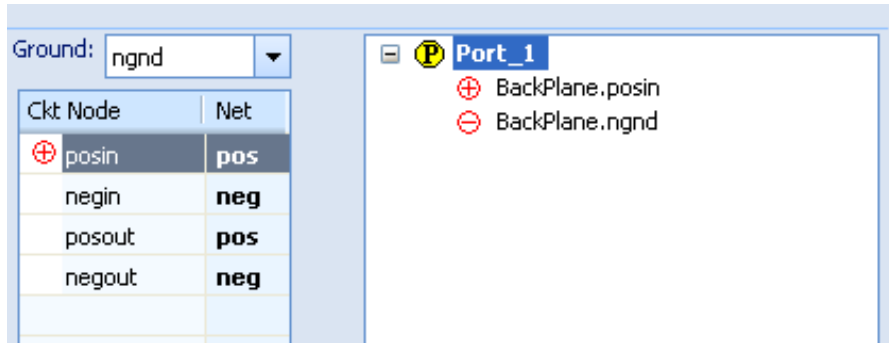 Ground: ngnd
Ckt Node Net
posin pos
negin neg
posout pos
negout neg
P Port_1
BackPlane.posin
BackPlane.ngnd